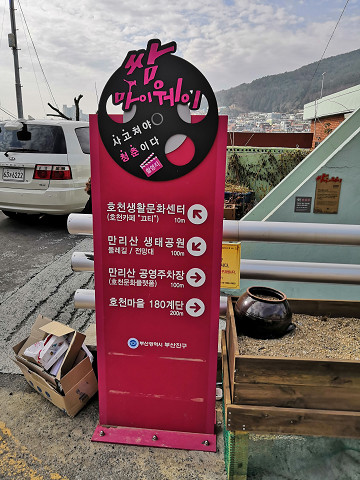 쌈
마이웨이
사고쳐야
청춘이다
촬영지
호천생활문화센터
(호천카페 "끄티") 10m
만리산 생태공원
둘레길 / 전망대 100m
만리산 공영주차장
(호천문화플랫폼) 100m
호천마을 180계단
200m
부산광역시 부산진구